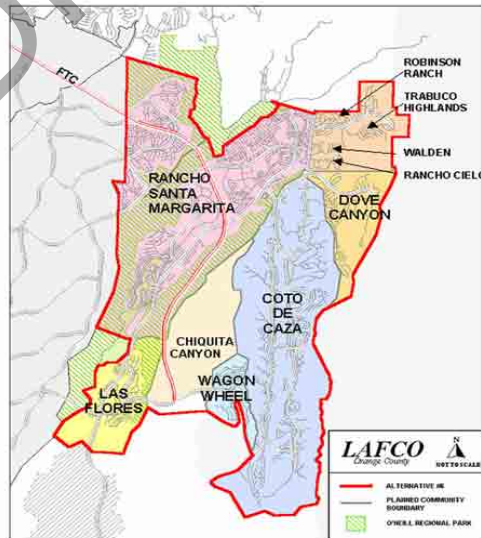 FTC
ROBINSON
RANCH
TRABUCO
HIGHLANDS
WALDEN
RANCHO CIELO
RANCHO
SANTA
MARGARITA
DOVE
CANYON
COTO
DE
CAZA
CHIQUITA
CANYON
WAGON
WHEEL
LAS
FLORES
LAFCO
Orange County
N
NOT TO SCALE
ALTERNATIVE #6
PLANNED COMMUNITY
BOUNDARY
O'NEILL REGIONAL PARK